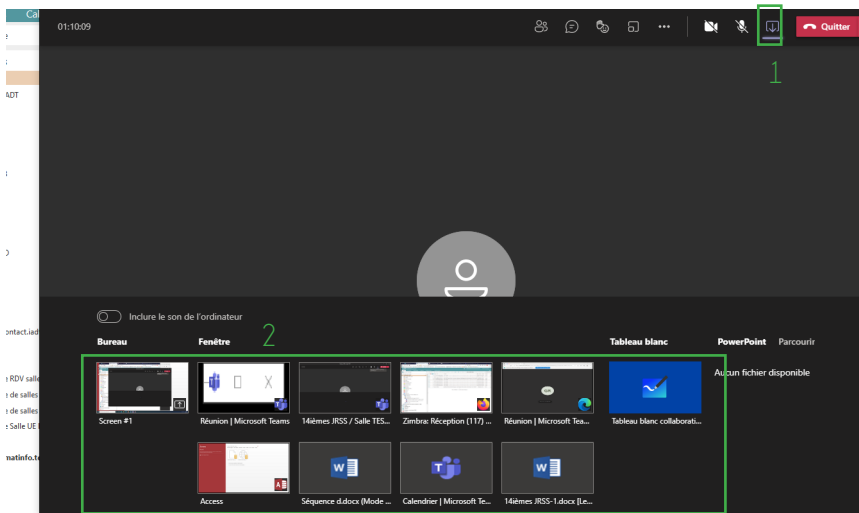 Cal
01:10:09
Quitter
1
ADT
ontact.iad
Inclure le son de l'ordinateur
2
Bureau Fenêtre Tableau blanc PowerPoint Parcourir
Aucun fichier disponible
e RDV salle
e de salles
e de salles
e Salle UE
matinfo.te
Screen #1 Réunion | Microsoft Teams 14ièmes JRSS / Salle TES... Zimbra: Réception (117) ... Réunion | Microsoft Tea... Tableau blanc collaborati...
Access Séquence d.docx (Mode ... Calendrier | Microsoft Te... 14ièmes JRSS-1.docx [Le...